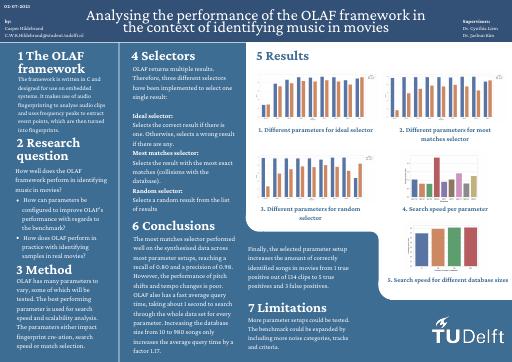 02-07-2021
by:
Casper Hildebrand
C.W.R.Hildebrand@student.tudelft.nl
Analysing the performance of the OLAF framework in
the context of identifying music in movies
Supervisors:
Dr. Cynthia Liem
Dr. Jaehun Kim
1 The OLAF
framework
The framework is written in C and
designed for use on embedded
systems. It makes use of audio
fingerprinting to analyse audio clips
and uses frequency peaks to extract
event points, which are then turned
into fingerprints.
2 Research
question
How well does the OLAF
framework perform in identifying
music in movies?
• How can parameters be
configured to improve OLAF's
performance with regards to
the benchmark?
• How does OLAF perform in
practice with identifying
samples in real movies?
3 Method
OLAF has many parameters to
vary, some of which will be
tested. The best performing
parameter is used for search
speed and scalability analysis.
The parameters either impact
fingerprint cre-ation, search
speed or match selection.
4 Selectors
OLAF returns multiple results.
Therefore, three different selectors
have been implemented to select one
single result:
Ideal selector:
Selects the correct result if there is
one. Otherwise, selects a wrong result
if there are any.
Most matches selector:
Selects the result with the most exact
matches (collisions with the
database).
Random selector:
Selects a random result from the list
of results
6 Conclusions
The most matches selector performed
well on the synthesised data across
most parameter setups, reaching a
recall of 0.80 and a precision of 0.98.
However, the performance of pitch
shifts and tempo changes is poor.
OLAF also has a fast average query
time, taking about 1 second to search
through the whole data set for every
parameter. Increasing the database
size from 10 to 980 songs only
increases the average query time by a
factor 1.17.
5 Results
1. Different parameters for ideal selector
2. Different parameters for most
matches selector
3. Different parameters for random
selector
4. Search speed per parameter
5. Search speed for different database sizes
Finally, the selected parameter setup
increases the amount of correctly
identified songs in movies from 1 true
positive out of 114 clips to 5 true
positives and 3 false positives.
7 Limitations
More parameter setups could be tested.
The benchmark could be expanded by
including more noise categories, tracks
and criteria.
TUDelft